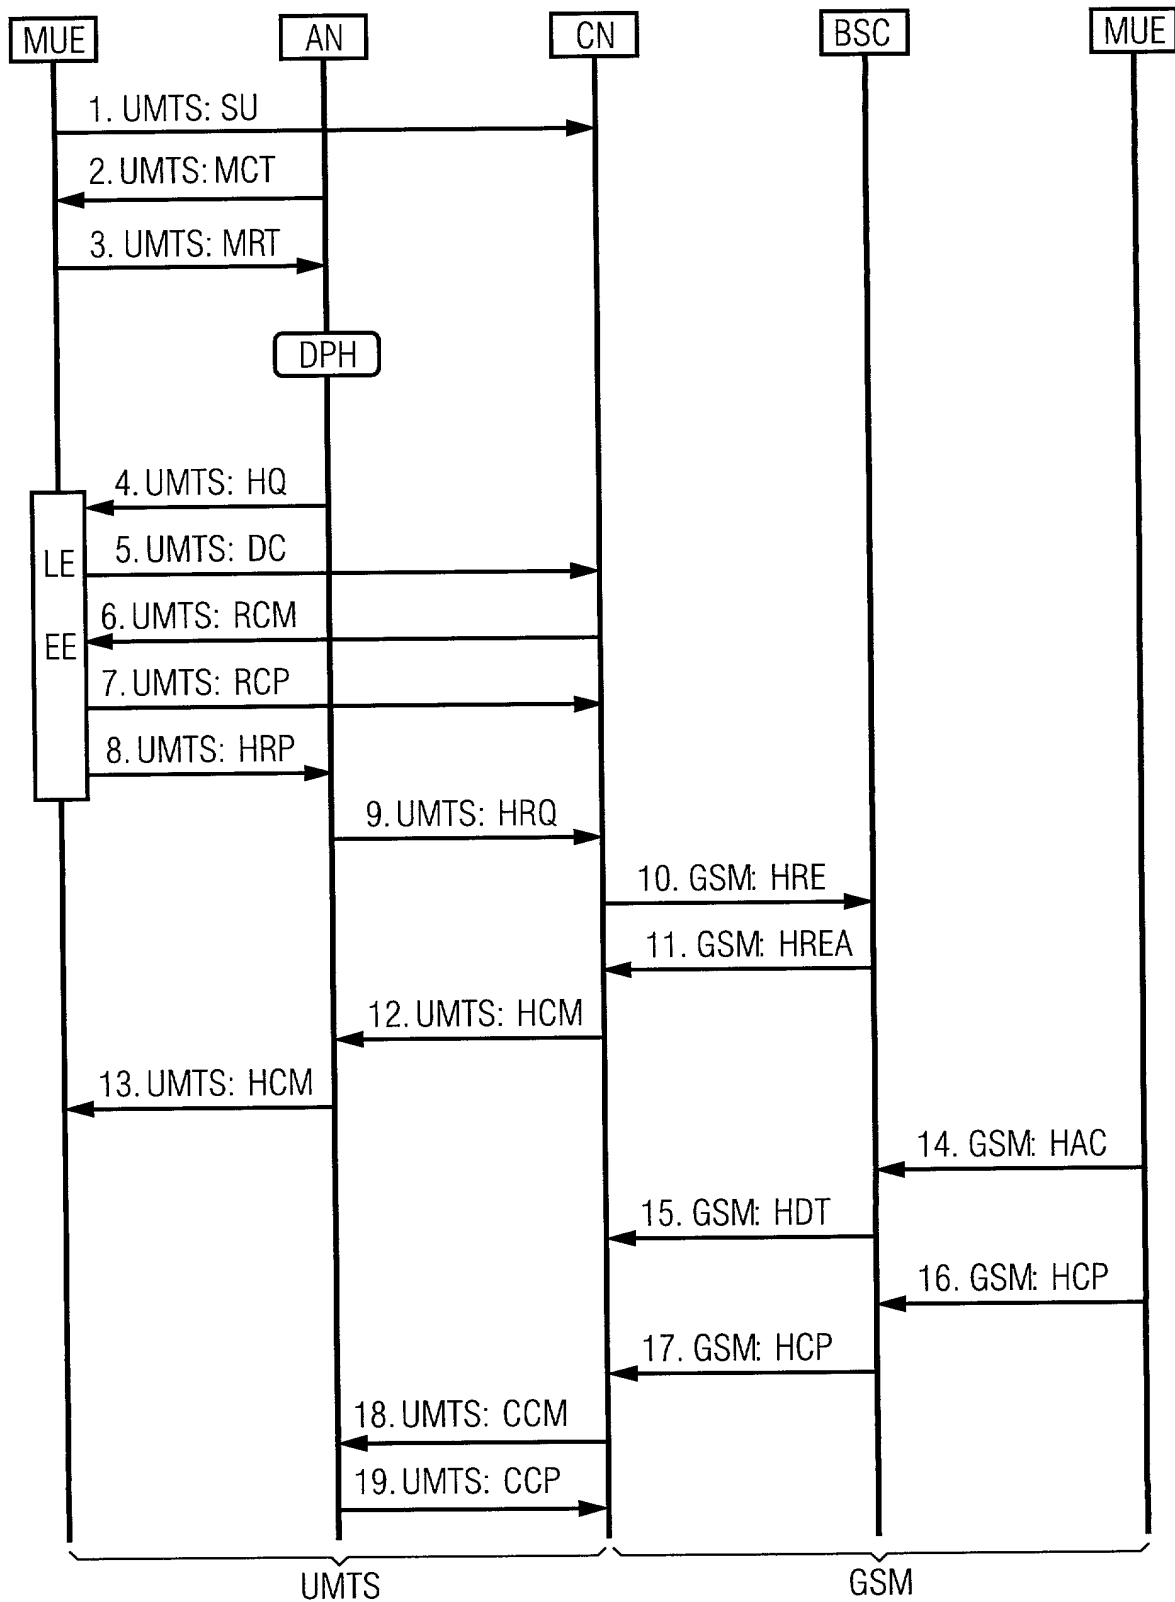 MUE AN CN BSC MUE
1. UMTS: SU
2. UMTS: MCT
3. UMTS: MRT
DPH
4. UMTS: HQ
LE
5. UMTS: DC
6. UMTS: RCM
EE
7. UMTS: RCP
8. UMTS: HRP
9. UMTS: HRQ
10. GSM: HRE
11. GSM: HREA
12. UMTS: HCM
13. UMTS: HCM
14. GSM: HAC
15. GSM: HDT
16. GSM: HCP
17. GSM: HCP
18. UMTS: CCM
19. UMTS: CCP
UMTS GSM